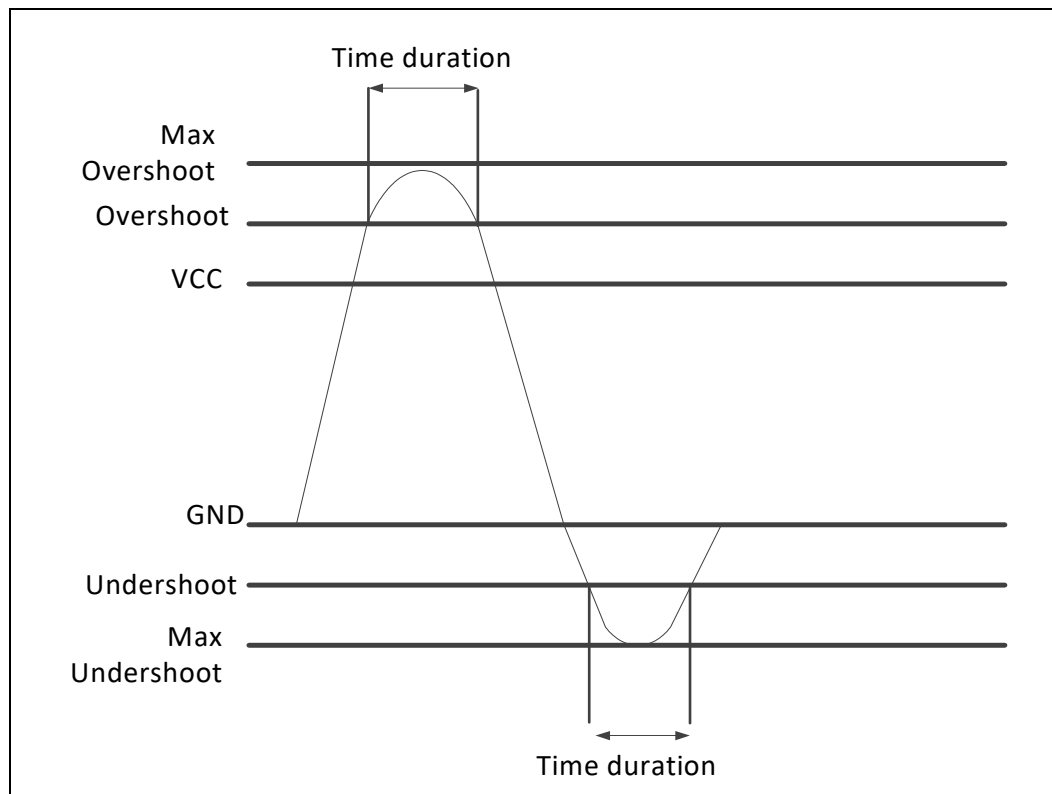 Time duration
Max
Overshoot
Overshoot
VCC
GND
Undershoot
Max
Undershoot
Time duration